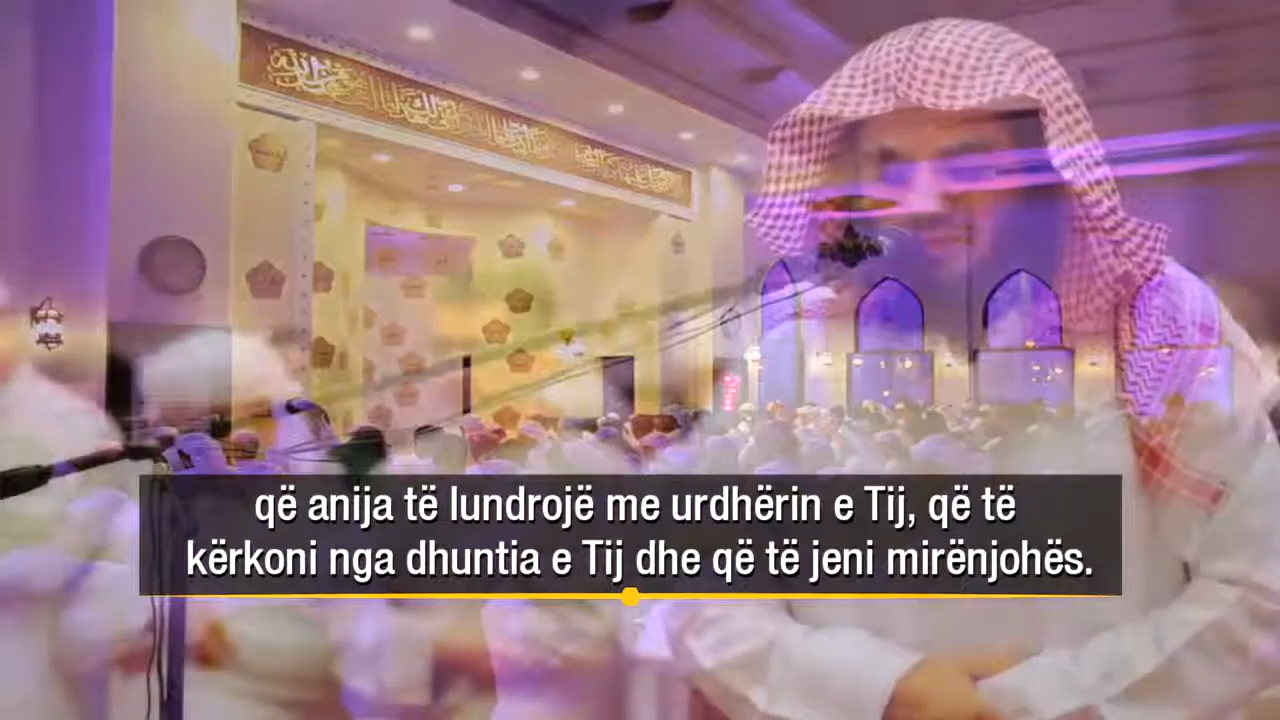 që anija të lundrojë me urdhërin e Tij, që të
kërkoni nga dhuntia e Tij dhe që të jeni mirënjohës.